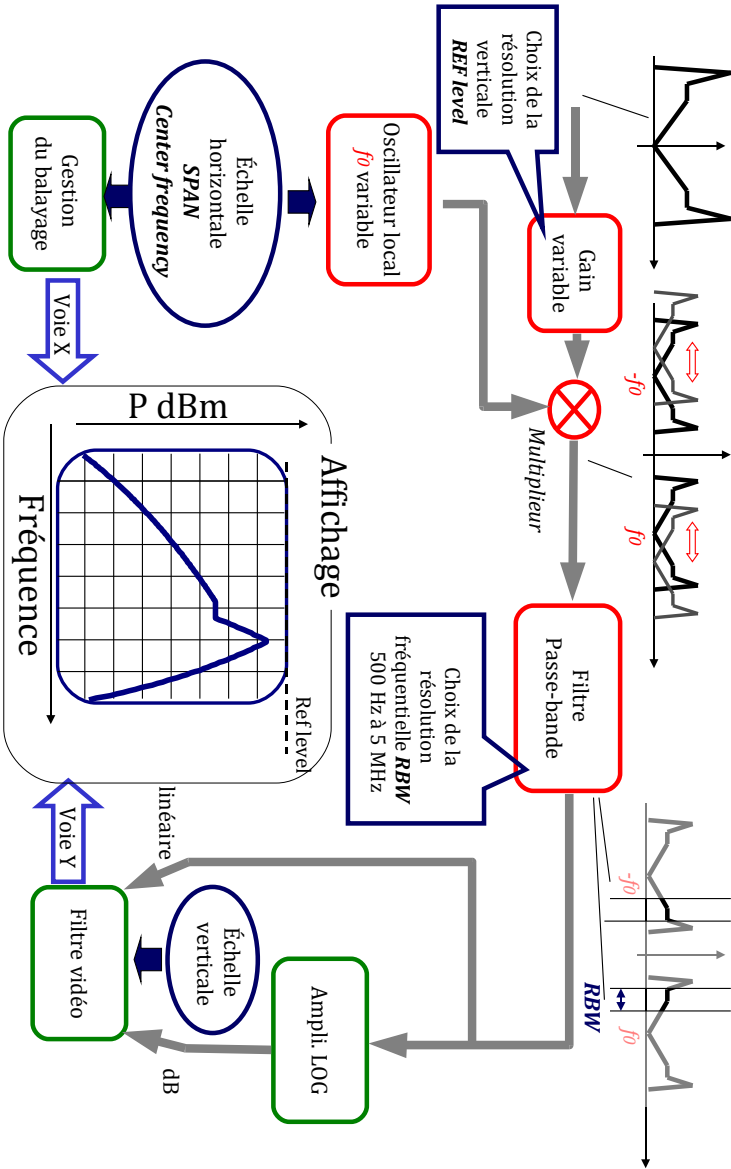 Choix de la
résolution
verticale
REF level
Gain
variable
Multiplieur
-f0
f0
Filtre
Passe-bande
-f0
f0
RBW
Choix de la
résolution
fréquentielle RBW
500 Hz à 5 MHz
Oscillateur local
f0 variable
Échelle
horizontale
SPAN
Center frequency
Gestion
du balayage
Voie X
Affichage
P dBm
Ref level
Fréquence
Voie Y
linéaire
Ampli. LOG
dB
Échelle
verticale
Filtre vidéo